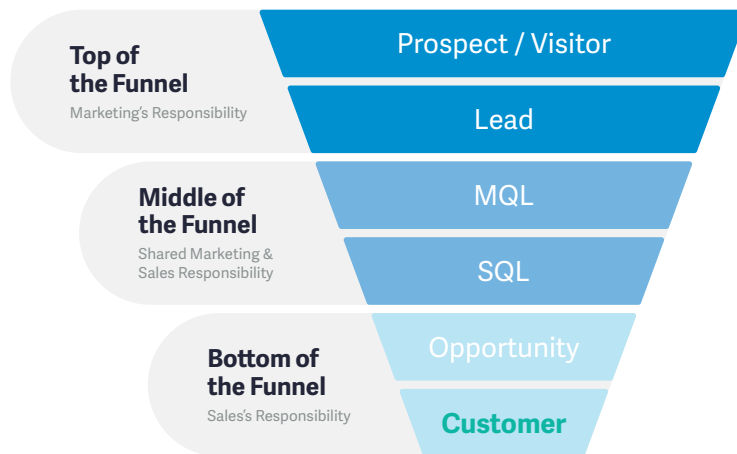 Top of
the Funnel
Marketing's Responsibility
Prospect / Visitor
Lead
Middle of
the Funnel
Shared Marketing &
Sales Responsibility
MQL
SQL
Bottom of
the Funnel
Sales's Responsibility
Opportunity
Customer